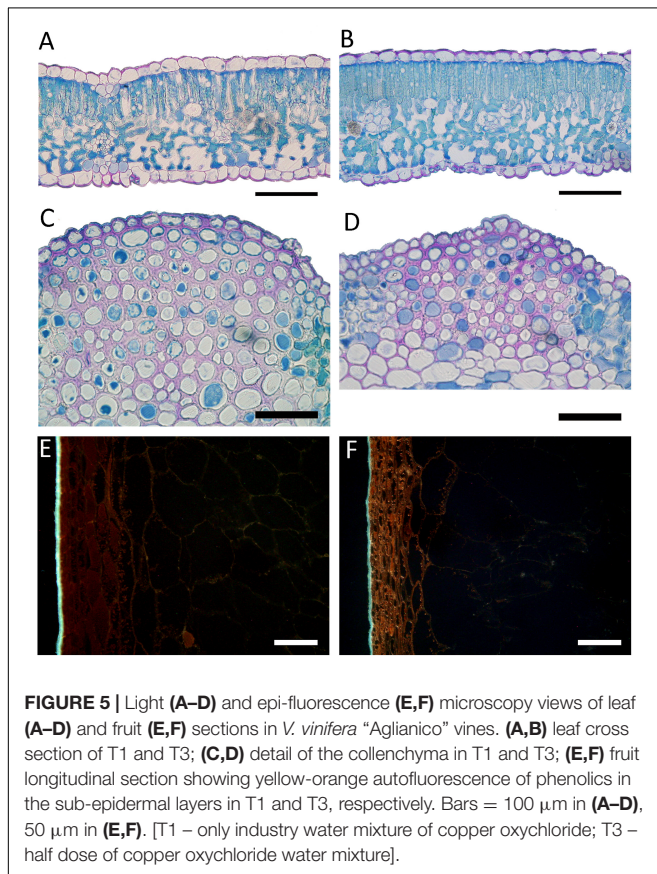 A
B
C
D
E
F
FIGURE 5 | Light (A–D) and epi-fluorescence (E,F) microscopy views of leaf
(A–D) and fruit (E,F) sections in V. vinifera “Aglianico” vines. (A,B) leaf cross
section of T1 and T3; (C,D) detail of the collenchyma in T1 and T3; (E,F) fruit
longitudinal section showing yellow-orange autofluorescence of phenolics in
the sub-epidermal layers in T1 and T3, respectively. Bars = 100 μm in (A–D),
50 μm in (E,F). [T1 – only industry water mixture of copper oxychloride; T3 –
half dose of copper oxychloride water mixture].